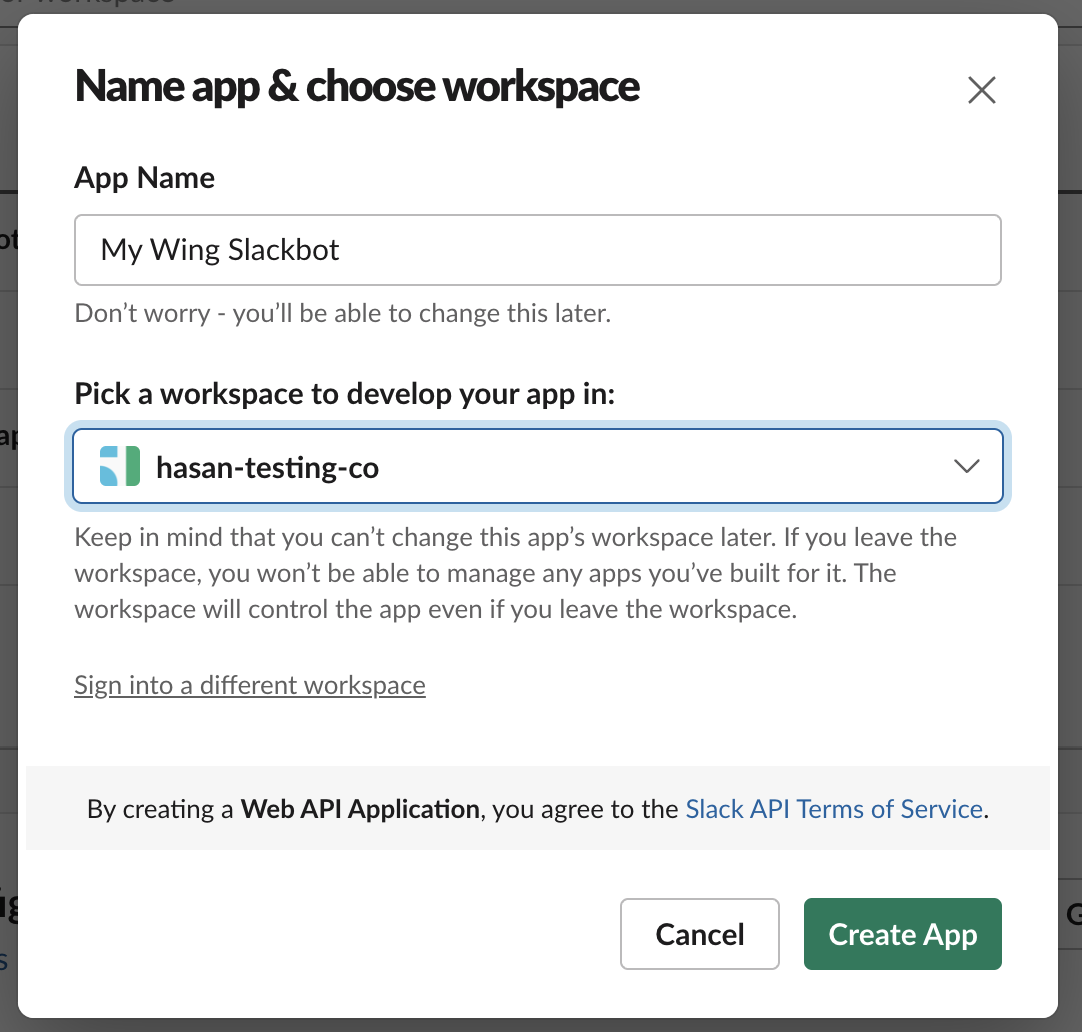 or Workspace
Name app & choose workspace
App Name
My Wing Slackbot
Don’t worry - you’ll be able to change this later.
Pick a workspace to develop your app in:
hasan-testing-co
Keep in mind that you can’t change this app’s workspace later. If you leave the
workspace, you won’t be able to manage any apps you’ve built for it. The
workspace will control the app even if you leave the workspace.
Sign into a different workspace
By creating a Web API Application, you agree to the Slack API Terms of Service.
Cancel
Create App